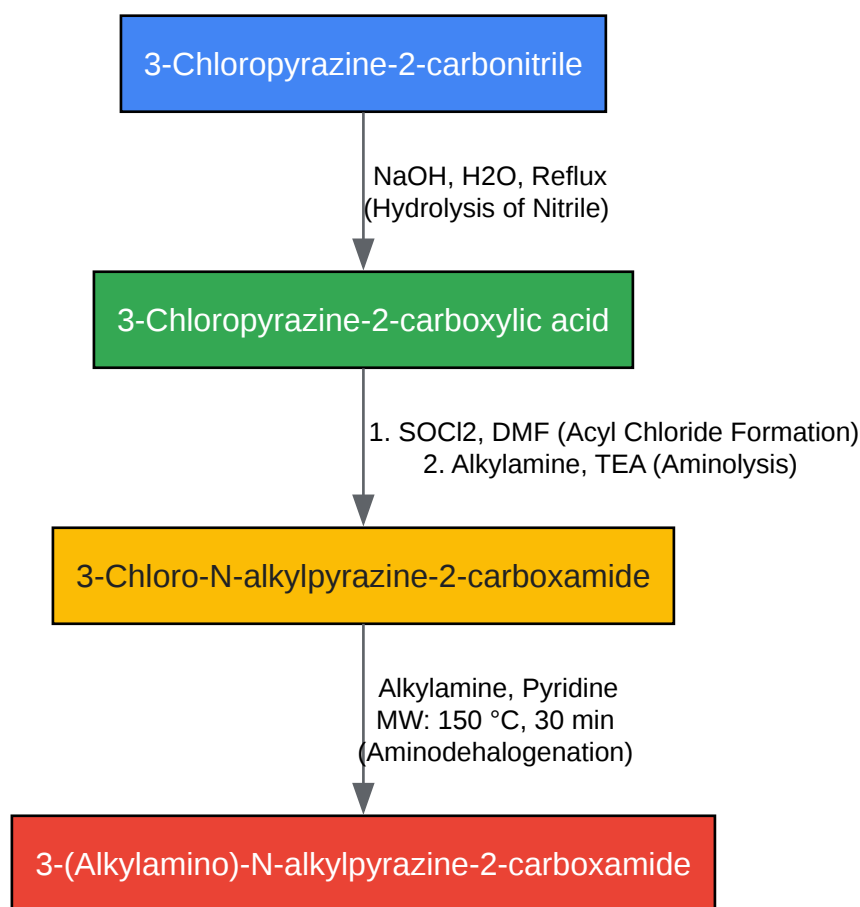 3-Chloropyrazine-2-carbonitrile
NaOH, H2O, Reflux
(Hydrolysis of Nitrile)
3-Chloropyrazine-2-carboxylic acid
1. SOCl2, DMF (Acyl Chloride Formation)
2. Alkylamine, TEA (Aminolysis)
3-Chloro-N-alkylpyrazine-2-carboxamide
Alkylamine, Pyridine
MW: 150 °C, 30 min
(Aminodehalogenation)
3-(Alkylamino)-N-alkylpyrazine-2-carboxamide